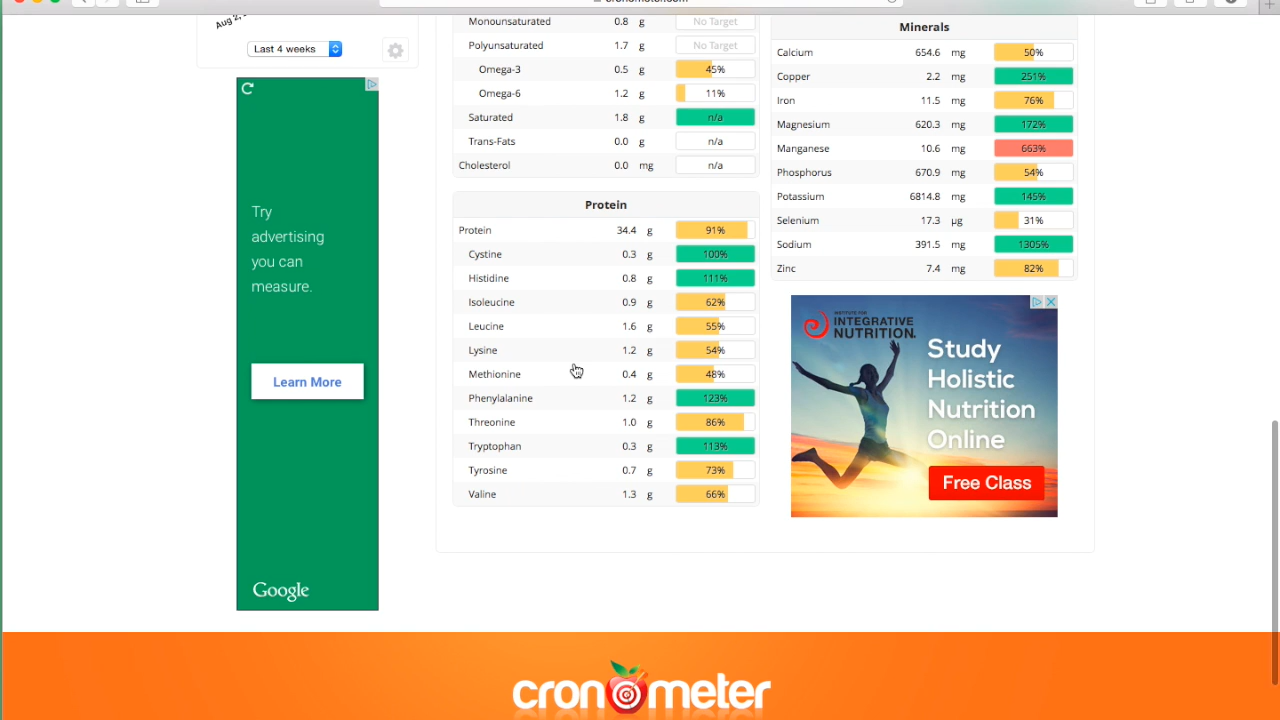 Aug 2,
Last 4 weeks
Try
advertising
you can
measure.
Learn More
Google
Monounsaturated 0.8 g No Target
Polyunsaturated 1.7 g No Target
Omega-3 0.5 g 45%
Omega-6 1.2 g 11%
Saturated 1.8 g n/a
Trans-Fats 0.0 g n/a
Cholesterol 0.0 mg n/a
Protein
Protein 34.4 g 91%
Cystine 0.3 g 100%
Histidine 0.8 g 111%
Isoleucine 0.9 g 62%
Leucine 1.6 g 55%
Lysine 1.2 g 54%
Methionine 0.4 g 48%
Phenylalanine 1.2 g 123%
Threonine 1.0 g 86%
Tryptophan 0.3 g 113%
Tyrosine 0.7 g 73%
Valine 1.3 g 66%
Minerals
Calcium 654.6 mg 50%
Copper 2.2 mg 251%
Iron 11.5 mg 76%
Magnesium 620.3 mg 172%
Manganese 10.6 mg 663%
Phosphorus 670.9 mg 54%
Potassium 6814.8 mg 145%
Selenium 17.3 µg 31%
Sodium 391.5 mg 1305%
Zinc 7.4 mg 82%
INSTITUTE FOR
INTEGRATIVE
NUTRITION.
Study
Holistic
Nutrition
Online
Free Class
cronometer